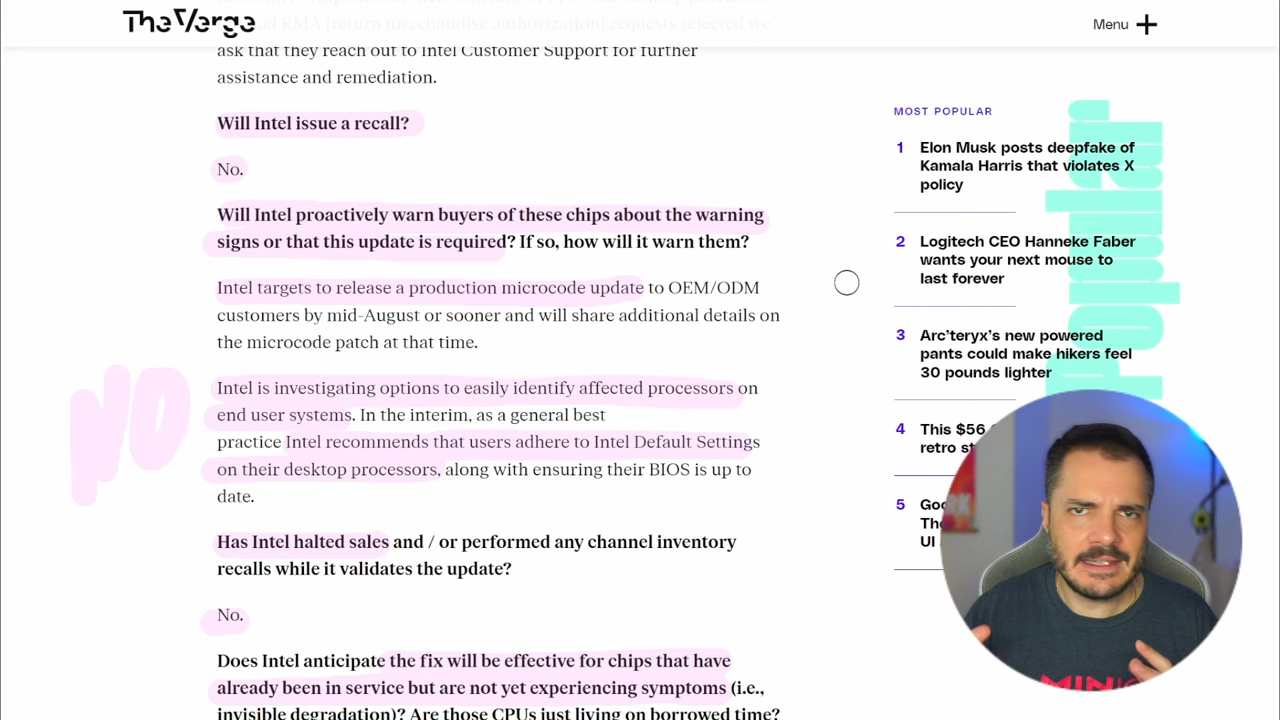 The Verge
Menu
RMA [return merchandise authorization] requests rejected we
ask that they reach out to Intel Customer Support for further
assistance and remediation.
Will Intel issue a recall?
No.
Will Intel proactively warn buyers of these chips about the warning
signs or that this update is required? If so, how will it warn them?
Intel targets to release a production microcode update to OEM/ODM
customers by mid-August or sooner and will share additional details on
the microcode patch at that time.
NO
Intel is investigating options to easily identify affected processors on
end user systems. In the interim, as a general best
practice Intel recommends that users adhere to Intel Default Settings
on their desktop processors, along with ensuring their BIOS is up to
date.
Has Intel halted sales and / or performed any channel inventory
recalls while it validates the update?
No.
Does Intel anticipate the fix will be effective for chips that have
already been in service but are not yet experiencing symptoms (i.e.,
invisible degradation)? Are those CPUs just living on borrowed time?
MOST POPULAR
popular
1 Elon Musk posts deepfake of
Kamala Harris that violates X
policy
2 Logitech CEO Hanneke Faber
wants your next mouse to
last forever
3 Arc’teryx’s new powered
pants could make hikers feel
30 pounds lighter
4 This $56
retro
5
UI